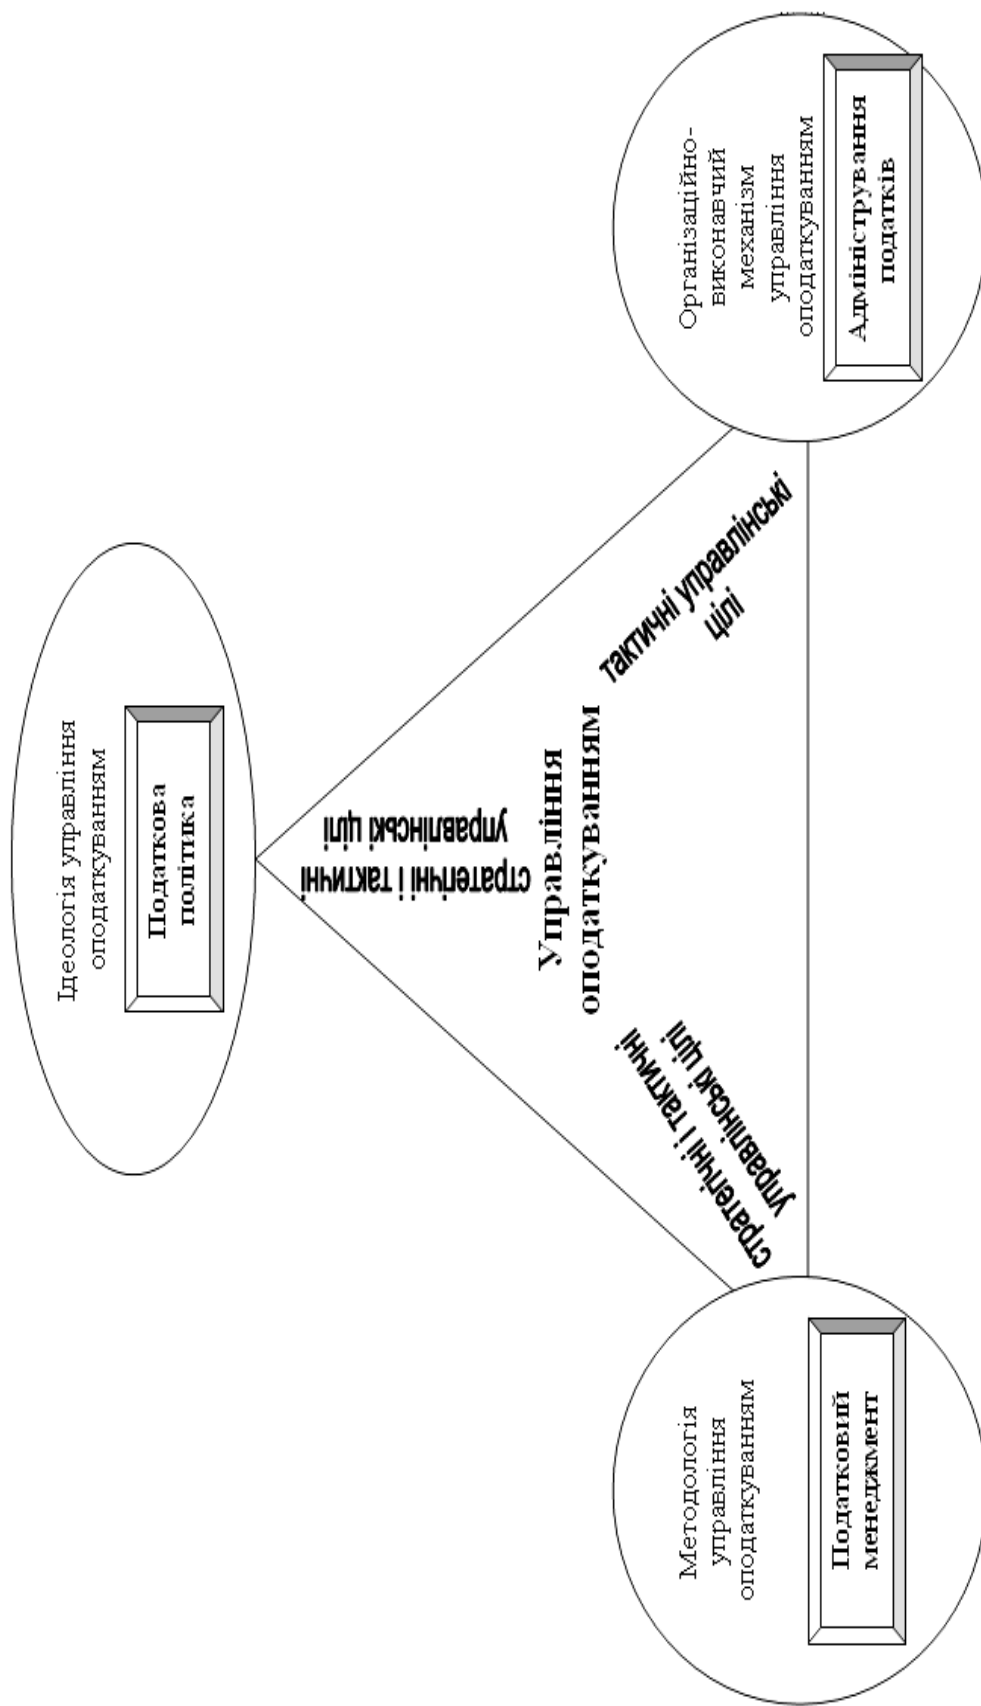 Ідеологія управління
оподаткуванням
Податкова
політика
стратегічні і тактичні
управлінські цілі
Управління
оподаткуванням
стратегічні і тактичні
управлінські цілі
тактичні управлінські
цілі
Методологія
управління
оподаткуванням
Податковий
менеджмент
Організаційно-
виконавчий
механізм
управління
оподаткуванням
Адміністрування
податків